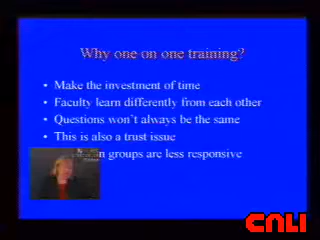 Why one on one training?
• Make the investment of time
• Faculty learn differently from each other
• Questions won't always be the same
• This is also a trust issue
groups are less responsive
CNLI